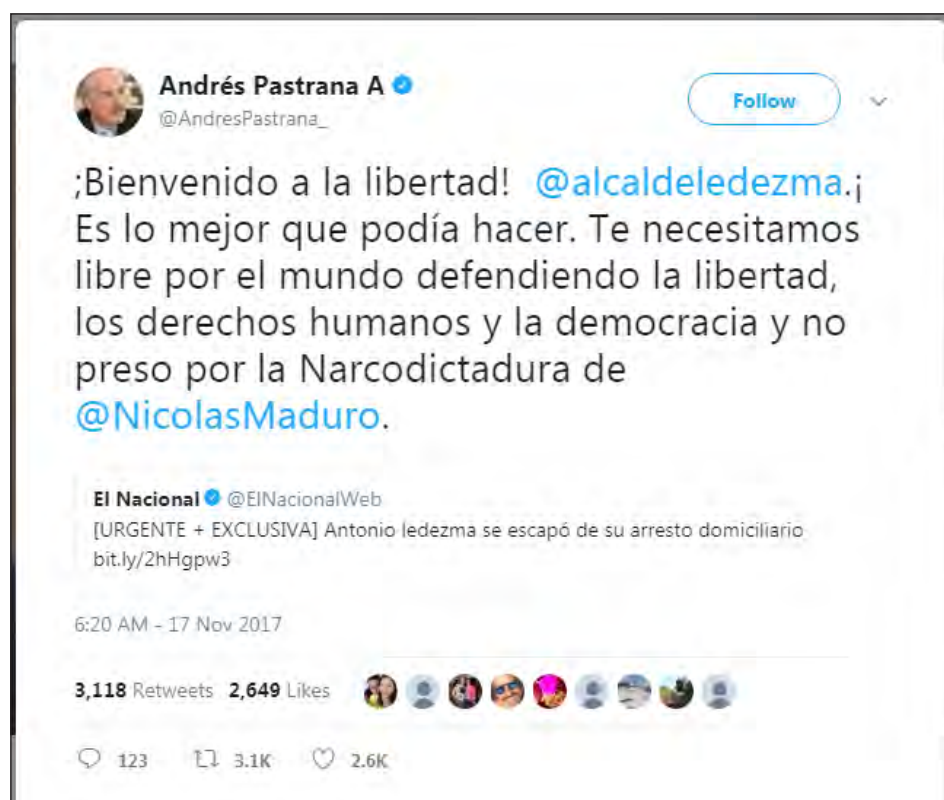 Andrés Pastrana A
@AndresPastrana_
Follow
;Bienvenido a la libertad! @alcaldeledezma.¡
Es lo mejor que podía hacer. Te necesitamos
libre por el mundo defendiendo la libertad,
los derechos humanos y la democracia y no
preso por la Narcodictadura de
@NicolasMaduro.
El Nacional @ElNacionalWeb
[URGENTE + EXCLUSIVA] Antonio ledezma se escapó de su arresto domiciliario
bit.ly/2hHgpw3
6:20 AM - 17 Nov 2017
3,118 Retweets 2,649 Likes
123 3.1K 2.6K